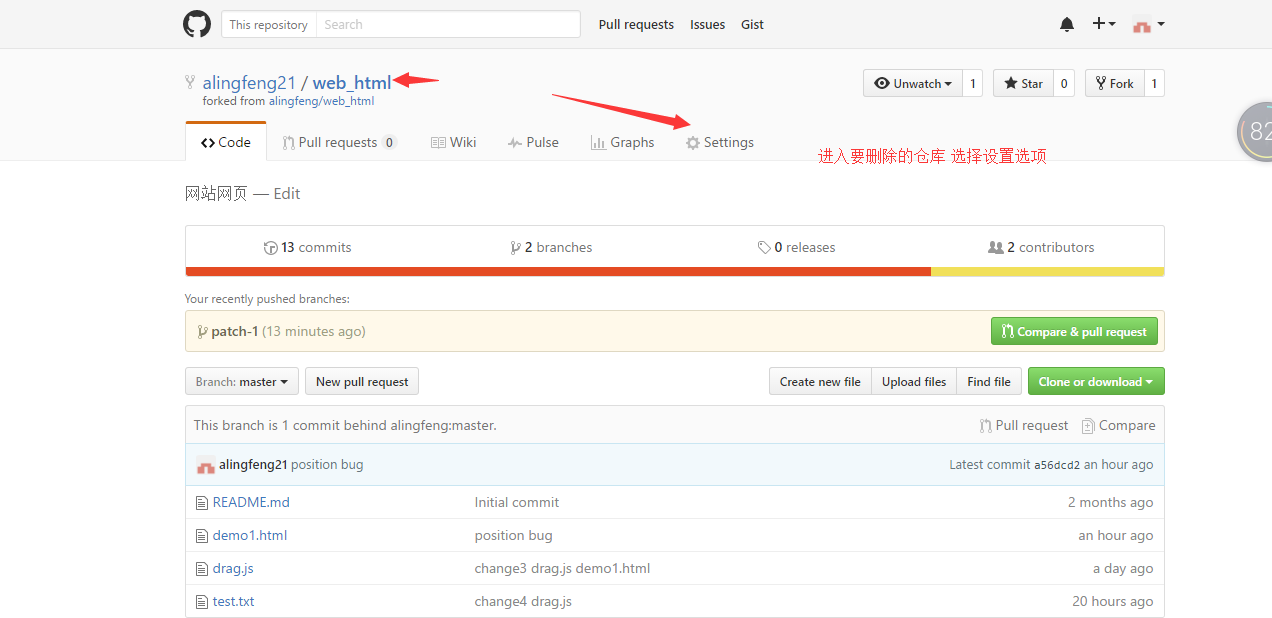 This repository Search Pull requests Issues Gist
alingfeng21 / web_html Unwatch 1 Star 0 Fork 1
forked from alingfeng/web_html
82
Code Pull requests 0 Wiki Pulse Graphs Settings
进入要删除的仓库 选择设置选项
网站网页 — Edit
13 commits 2 branches 0 releases 2 contributors
Your recently pushed branches:
patch-1 (13 minutes ago) Compare & pull request
Branch: master New pull request Create new file Upload files Find file Clone or download
This branch is 1 commit behind alingfeng:master. Pull request Compare
alingfeng21 position bug Latest commit a56dcd2 an hour ago
README.md Initial commit 2 months ago
demo1.html position bug an hour ago
drag.js change3 drag.js demo1.html a day ago
test.txt change4 drag.js 20 hours ago